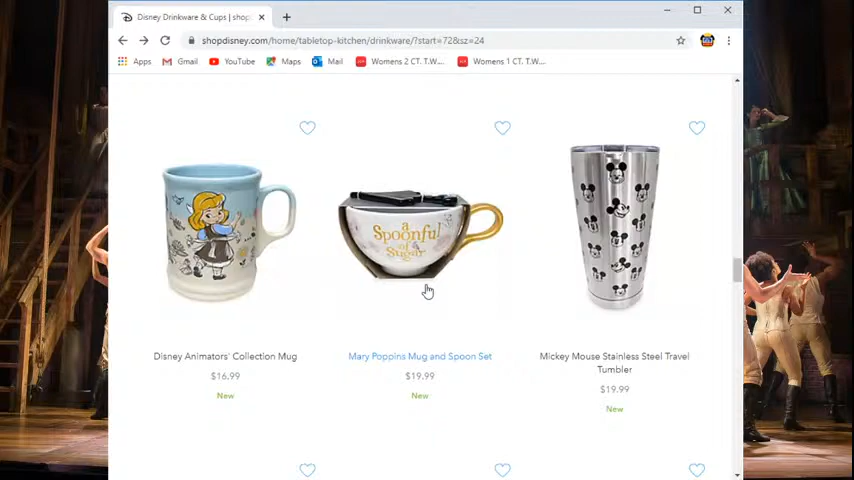 Disney Drinkware & Cups | shop
shopdisney.com/home/tabletop-kitchen/drinkware/?start=72&sz=24
Apps
Gmail
YouTube
Maps
Mail
Womens 2 CT. T.W...
Womens 1 CT. T.W...
a
Spoonful
of
Sugar
Disney Animators' Collection Mug
$16.99
New
Mary Poppins Mug and Spoon Set
$19.99
New
Mickey Mouse Stainless Steel Travel
Tumbler
$19.99
New